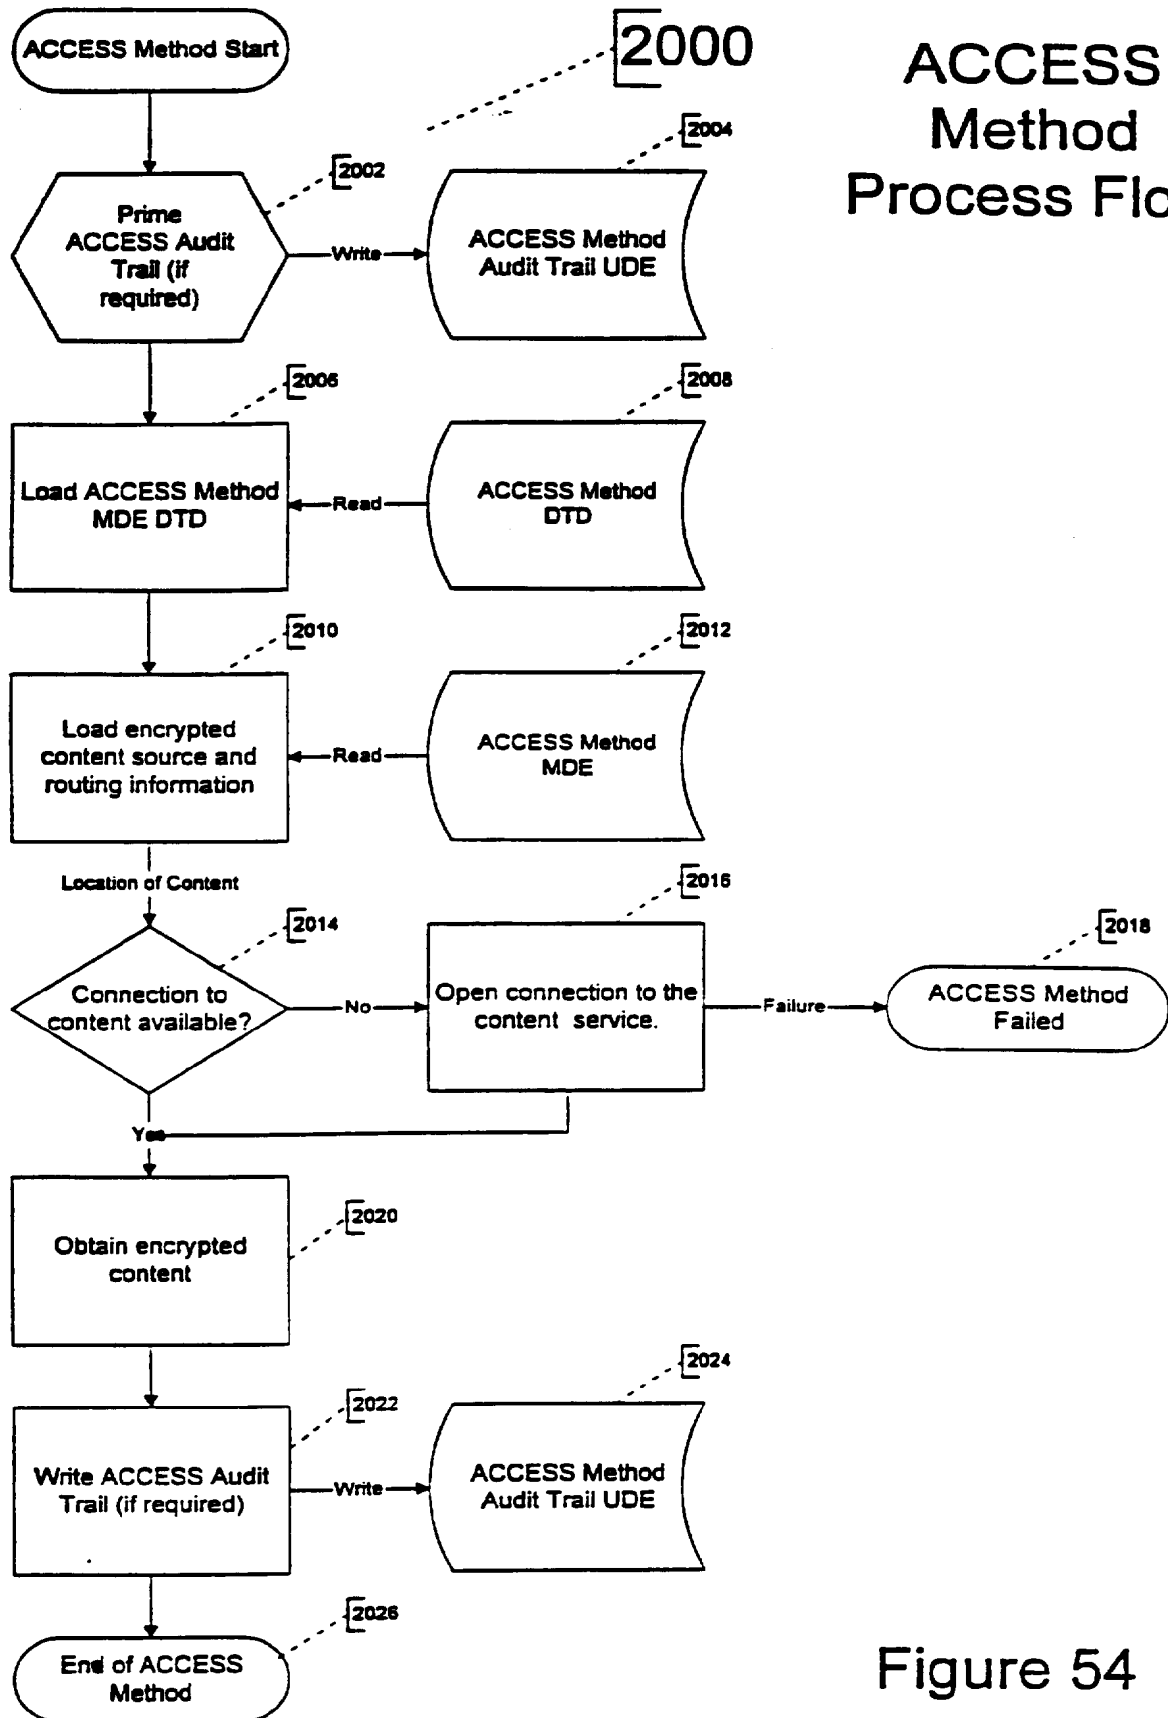 ACCESS Method Start
2000
ACCESS
Method
Process Flo
2002
2004
Prime
ACCESS Audit
Trail (if
required)
Write
ACCESS Method
Audit Trail UDE
2006
2008
Load ACCESS Method
MDE DTD
Read
ACCESS Method
DTD
2010
2012
Load encrypted
content source and
routing information
Read
ACCESS Method
MDE
Location of Content
2014
2016
2018
Connection to
content available?
No
Open connection to the
content service.
Failure
ACCESS Method
Failed
Yes
2020
Obtain encrypted
content
2022
2024
Write ACCESS Audit
Trail (if required)
Write
ACCESS Method
Audit Trail UDE
2026
End of ACCESS
Method
Figure 54